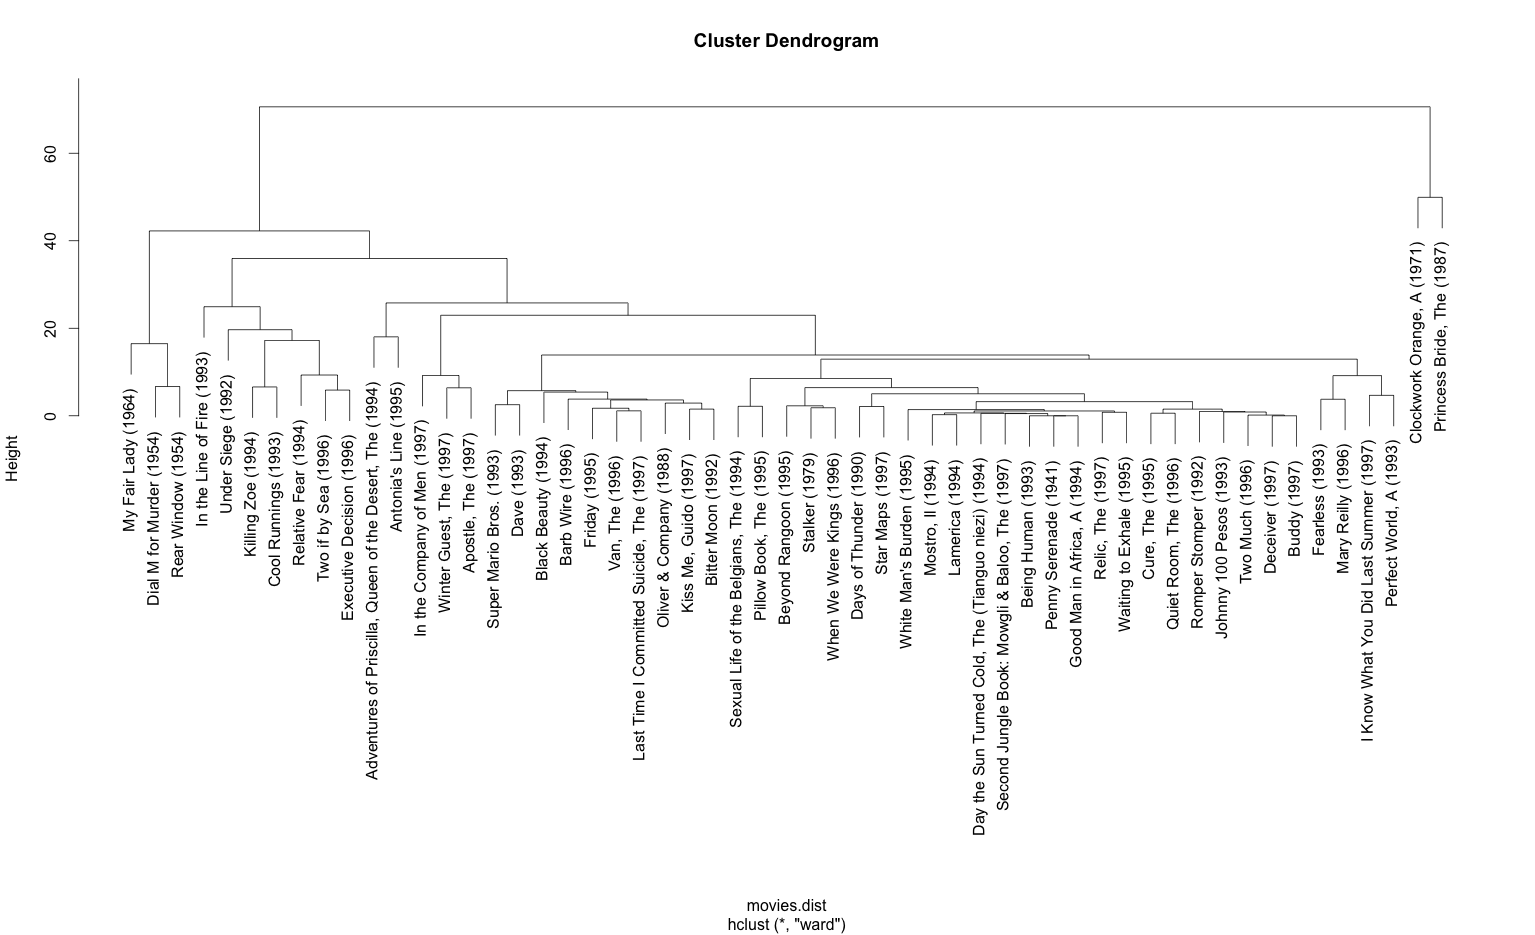 Cluster Dendrogram
Height
60
40
20
0
My Fair Lady (1964)
Dial M for Murder (1954)
Rear Window (1954)
In the Line of Fire (1993)
Under Siege (1992)
Killing Zoe (1994)
Cool Runnings (1993)
Relative Fear (1994)
Two if by Sea (1996)
Executive Decision (1996)
Adventures of Priscilla, Queen of the Desert, The (1994)
Antonia's Line (1995)
In the Company of Men (1997)
Winter Guest, The (1997)
Apostle, The (1997)
Super Mario Bros. (1993)
Dave (1993)
Black Beauty (1994)
Barb Wire (1996)
Friday (1995)
Van, The (1996)
Last Time I Committed Suicide, The (1997)
Oliver & Company (1988)
Kiss Me, Guido (1997)
Bitter Moon (1992)
Sexual Life of the Belgians, The (1994)
Pillow Book, The (1995)
Beyond Rangoon (1995)
Stalker (1979)
When We Were Kings (1996)
Days of Thunder (1990)
Star Maps (1997)
White Man's Burden (1995)
Mostro, Il (1994)
Lamerica (1994)
Day the Sun Turned Cold, The (Tianguo niezi) (1994)
Second Jungle Book: Mowgli & Baloo, The (1997)
Being Human (1993)
Penny Serenade (1941)
Good Man in Africa, A (1994)
Relic, The (1997)
Waiting to Exhale (1995)
Cure, The (1995)
Quiet Room, The (1996)
Romper Stomper (1992)
Johnny 100 Pesos (1993)
Two Much (1996)
Deceiver (1997)
Buddy (1997)
Fearless (1993)
Mary Reilly (1996)
I Know What You Did Last Summer (1997)
Perfect World, A (1993)
Clockwork Orange, A (1971)
Princess Bride, The (1987)
movies.dist
hclust (*, "ward")